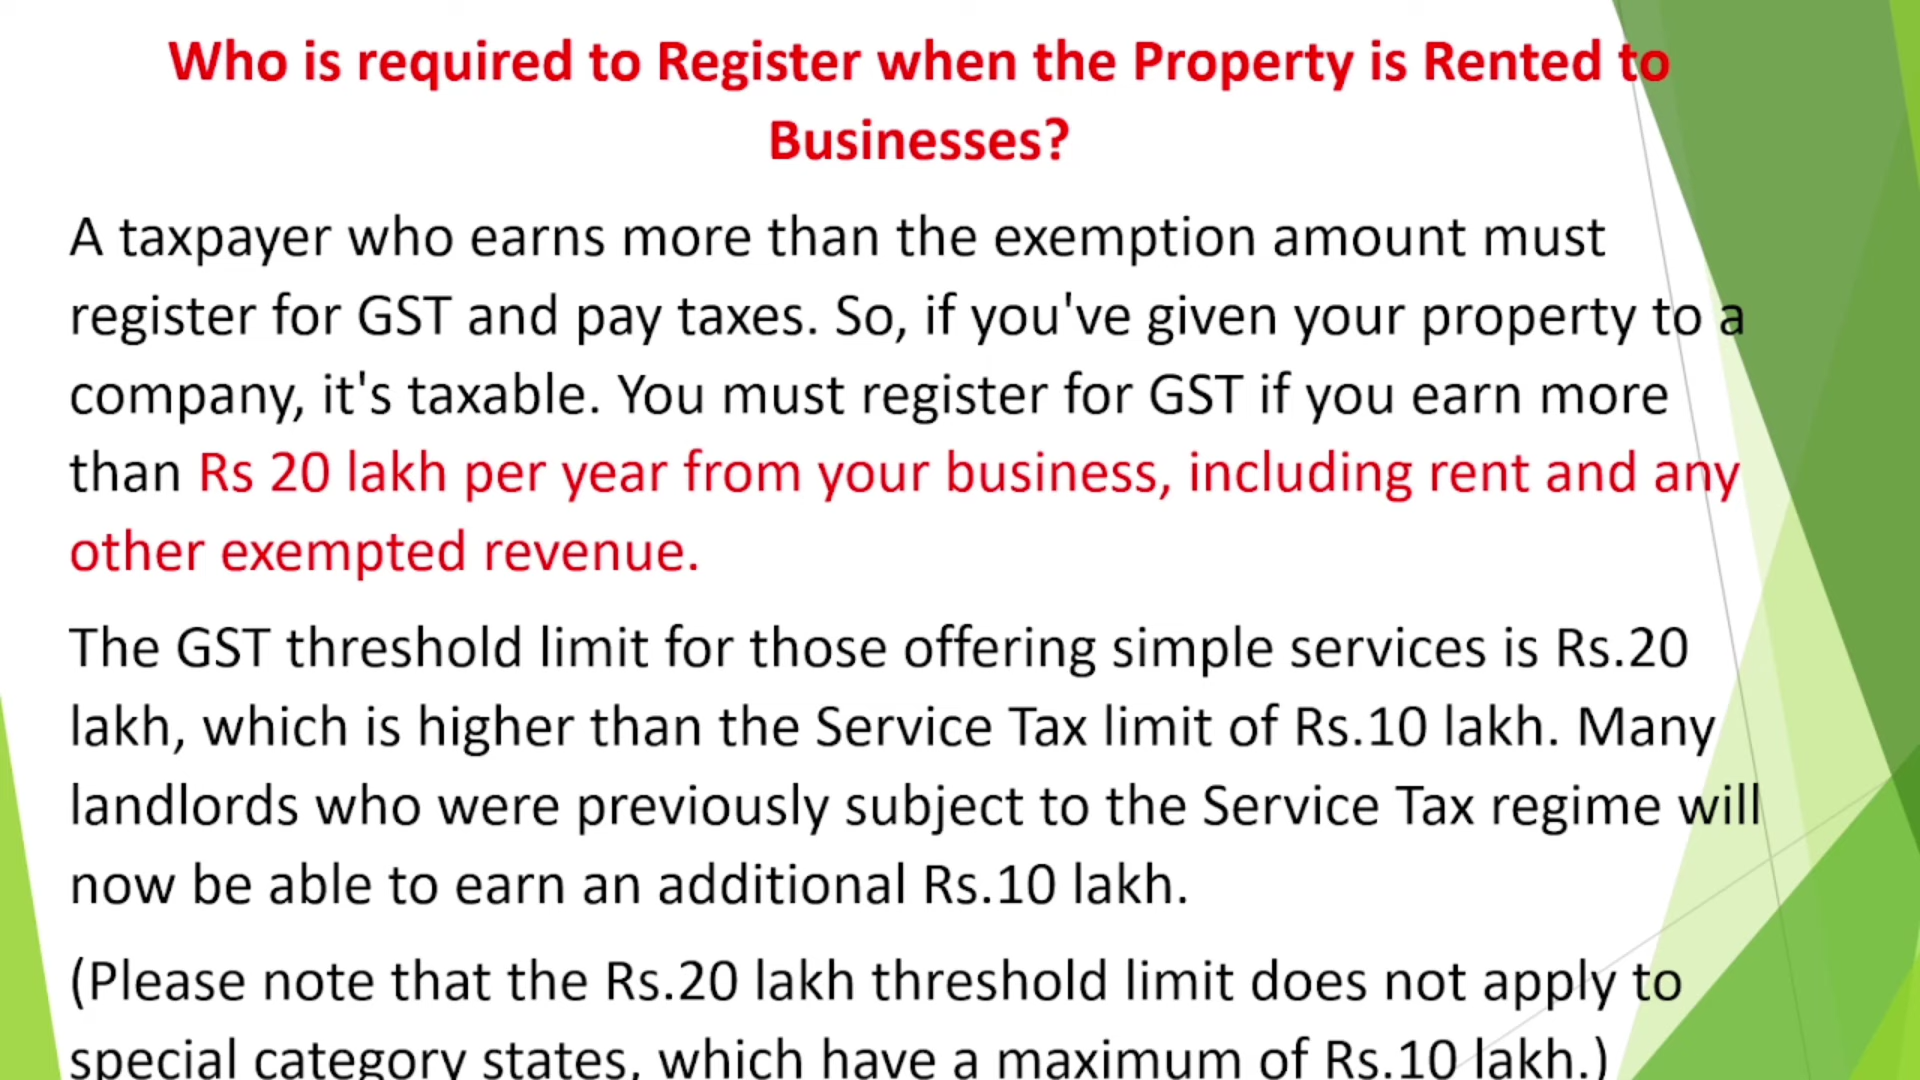 Who is required to Register when the Property is Rented to
Businesses?
A taxpayer who earns more than the exemption amount must
register for GST and pay taxes. So, if you've given your property to a
company, it's taxable. You must register for GST if you earn more
than Rs 20 lakh per year from your business, including rent and any
other exempted revenue.
The GST threshold limit for those offering simple services is Rs.20
lakh, which is higher than the Service Tax limit of Rs.10 lakh. Many
landlords who were previously subject to the Service Tax regime will
now be able to earn an additional Rs.10 lakh.
(Please note that the Rs.20 lakh threshold limit does not apply to
special category states, which have a maximum of Rs.10 lakh.)